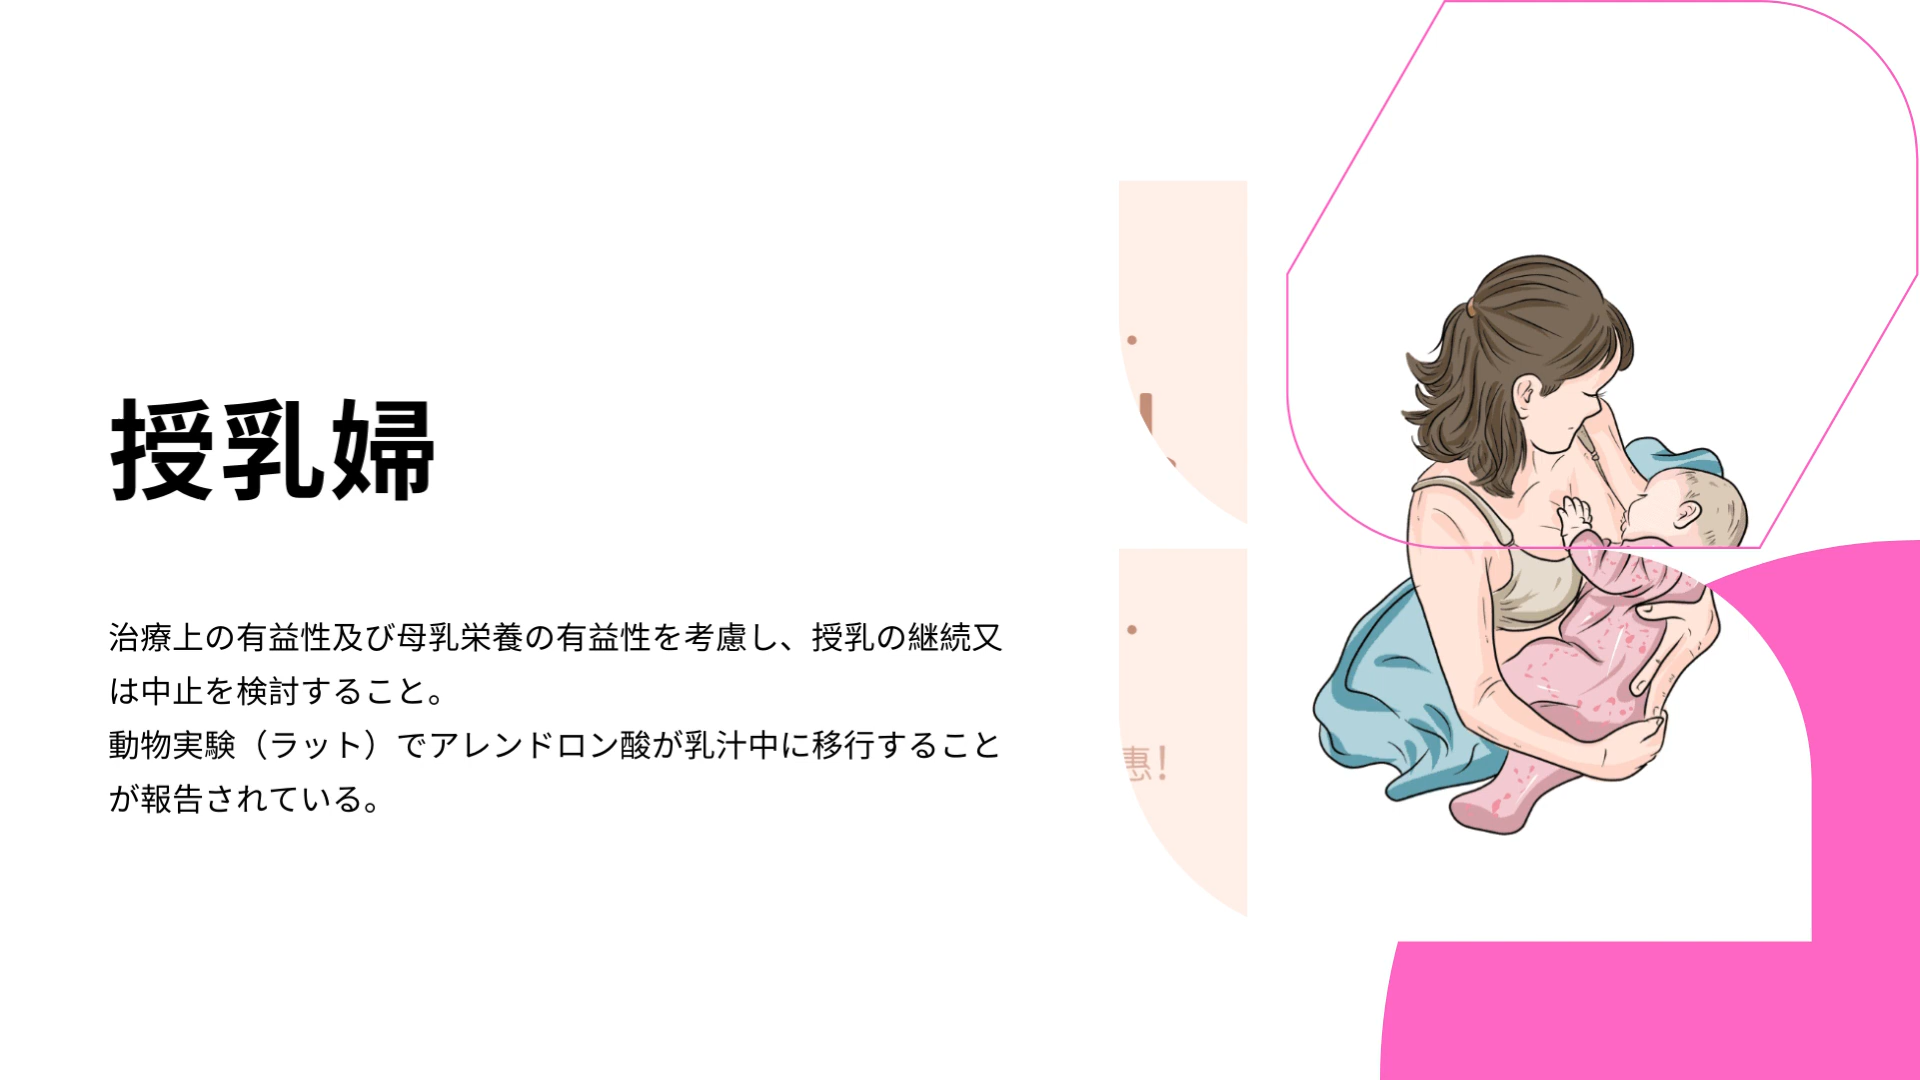 授乳婦
治療上の有益性及び母乳栄養の有益性を考慮し、授乳の継続又
は中止を検討すること。
動物実験（ラット）でアレンドロン酸が乳汁中に移行すること
が報告されている。
惠!